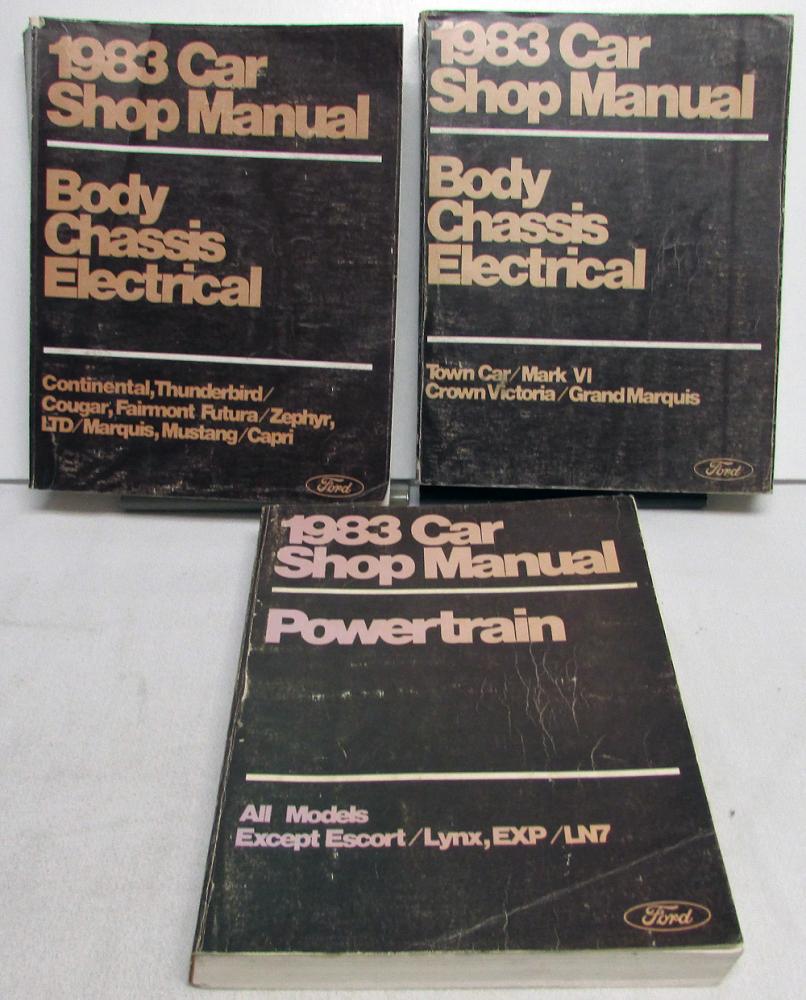 1983 Car
Shop Manual
Body
Chassis
Electrical
Continental, Thunderbird/
Cougar, Fairmont Futura/Zephyr,
LTD/Marquis, Mustang/Capri
Ford
1983 Car
Shop Manual
Body
Chassis
Electrical
Town Car/Mark VI
Crown Victoria/Grand Marquis
Ford
1983 Car
Shop Manual
Powertrain
All Models
Except Escort/Lynx, EXP/LN7
Ford